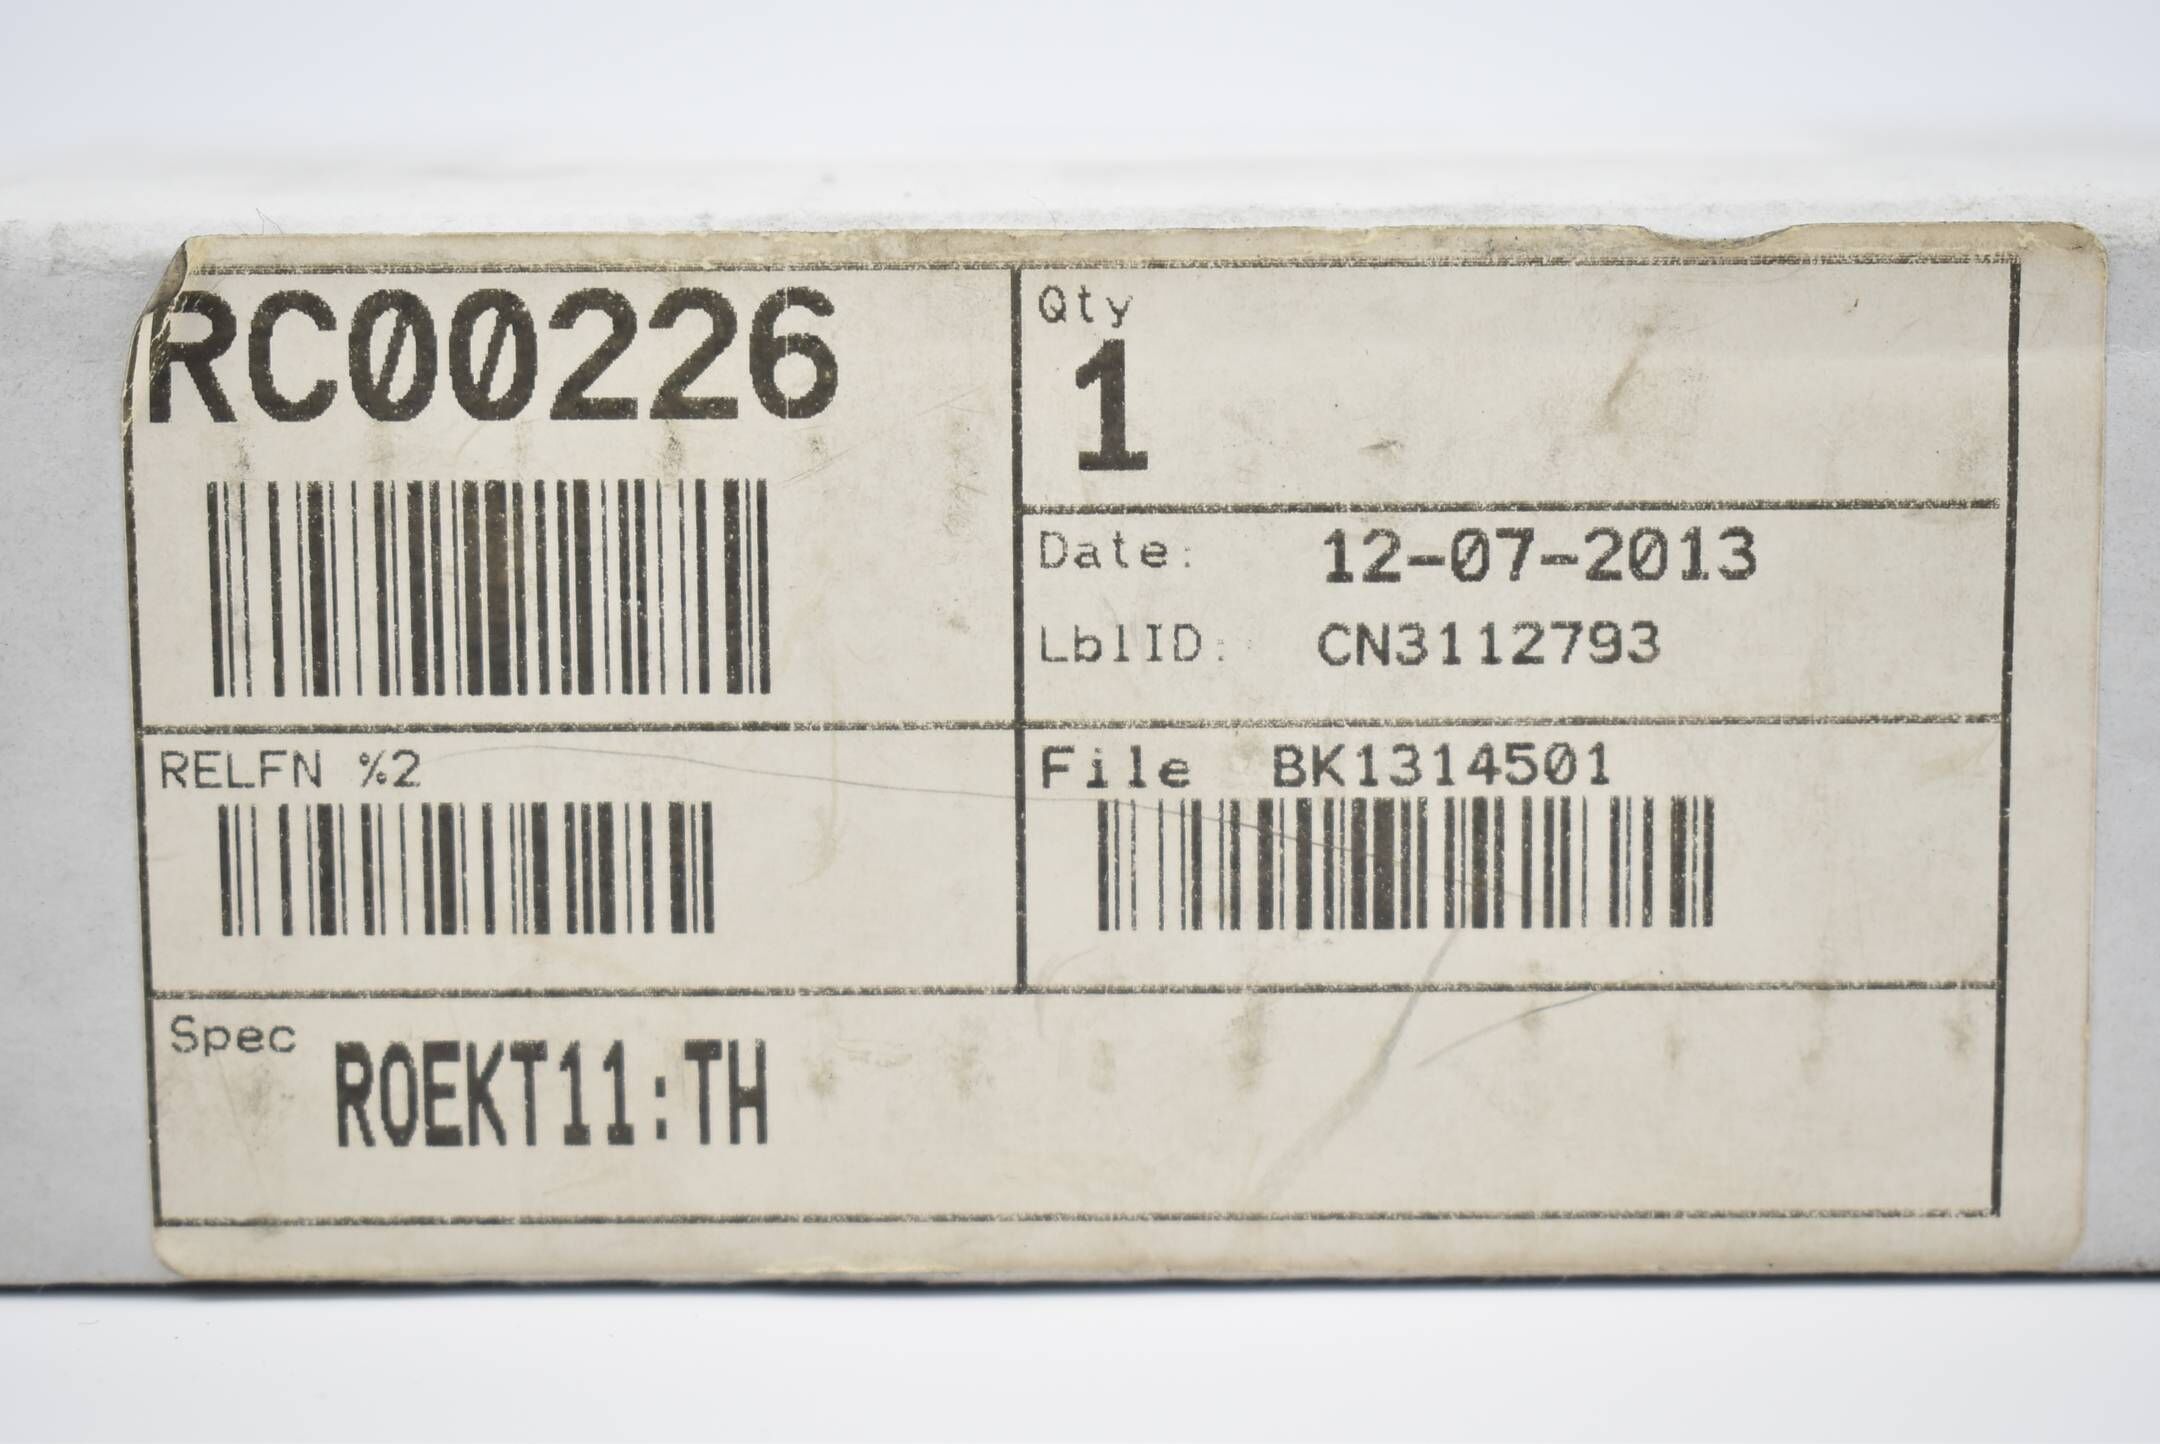 RC00226
Qty
1
Date: 12-07-2013
LblID: CN3112793
RELFN %2
File BK1314501
Spec ROEKT11:TH